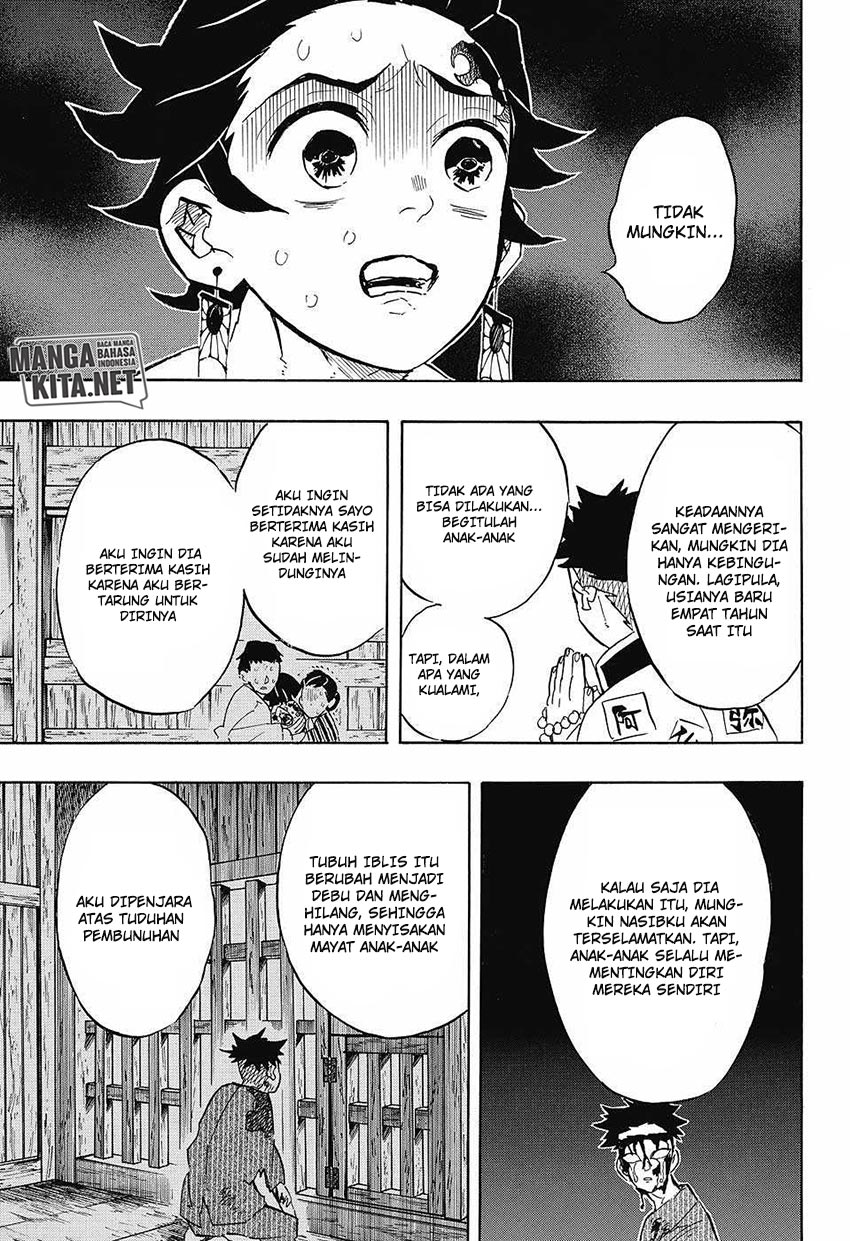 TIDAK
MUNGKIN...
MANGA
KITA.NET
BACA MANGA
BAHASA
INDONESIA
KEADAANNYA
SANGAT MENGERI-
KAN, MUNGKIN DIA
HANYA KEBINGU-
NGAN. LAGIPULA,
USIANYA BARU
EMPAT TAHUN
SAAT ITU
TIDAK ADA YANG
BISA DILAKUKAN...
BEGITULAH
ANAK-ANAK
TAPI, DALAM
APA YANG
KUALAMI,
阿
弥
AKU INGIN
SETIDAKNYA SAYO
BERTERIMA KASIH
KARENA AKU
SUDAH MELIN-
DUNGINYA
AKU INGIN DIA
BERTERIMA KASIH
KARENA AKU BER-
TARUNG UNTUK
DIRINYA
KALAU SAJA DIA
MELAKUKAN ITU, MUNG-
KIN NASIBKU AKAN
TERSELAMATKAN. TAPI,
ANAK-ANAK SELALU ME-
MENTINGKAN DIRI
MEREKA SENDIRI
TUBUH IBLIS ITU
BERUBAH MENJADI
DEBU DAN MENG-
HILANG, SEHINGGA
HANYA MENYISAKAN
MAYAT ANAK-ANAK
AKU DIPENJARA
ATAS TUDUHAN
PEMBUNUHAN